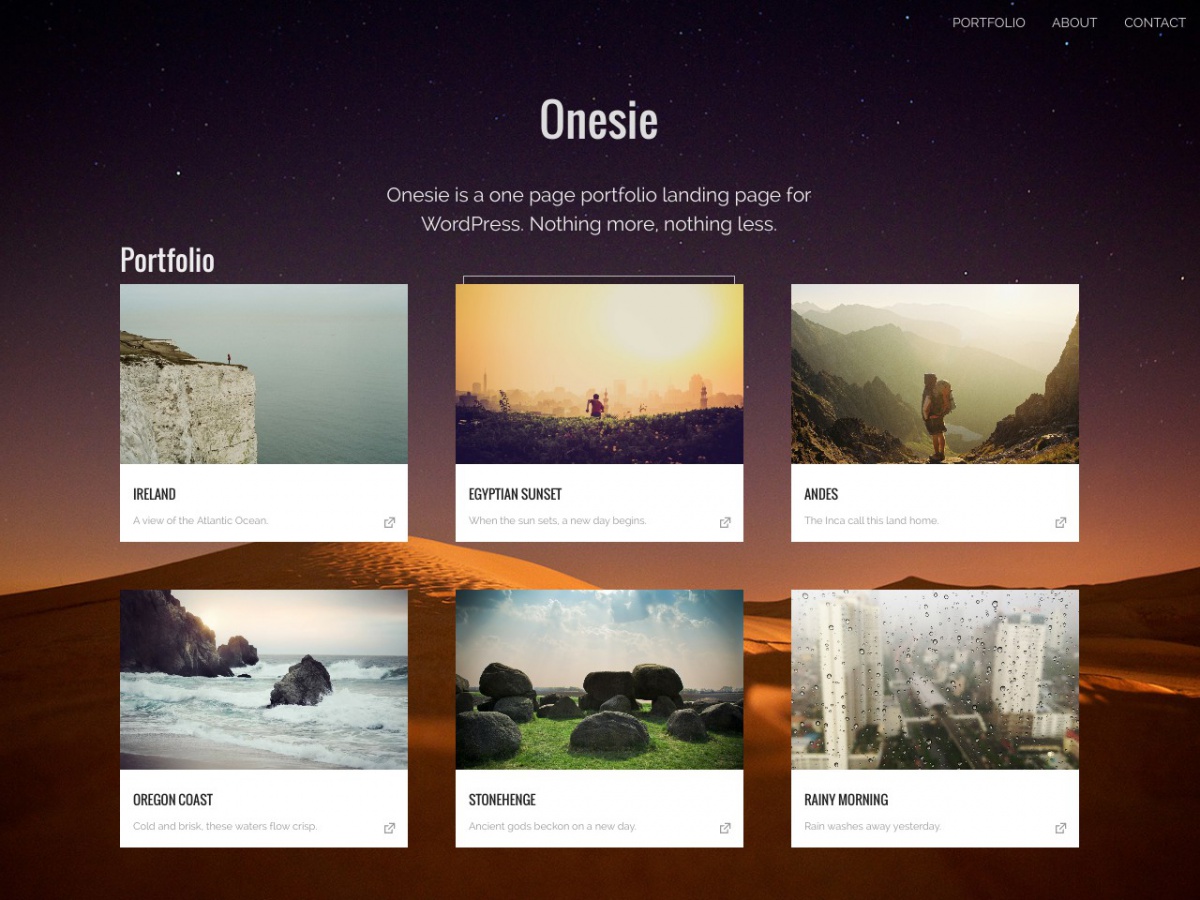 PORTFOLIO ABOUT CONTACT
Onesie
Onesie is a one page portfolio landing page for
WordPress. Nothing more, nothing less.
Portfolio
IRELAND
A view of the Atlantic Ocean.
EGYPTIAN SUNSET
When the sun sets, a new day begins.
ANDES
The Inca call this land home.
OREGON COAST
Cold and brisk, these waters flow crisp.
STONEHENGE
Ancient gods beckon on a new day.
RAINY MORNING
Rain washes away yesterday.